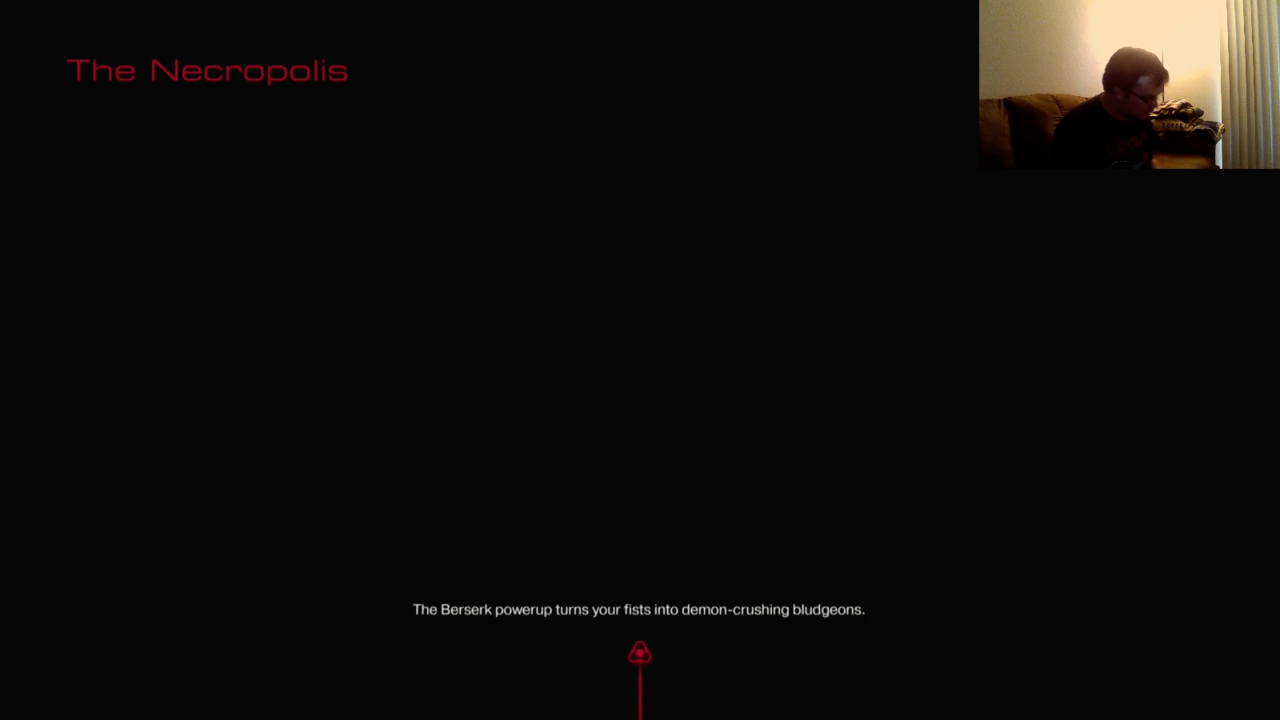 The Necropolis
The Berserk powerup turns your fists into demon-crushing bludgeons.